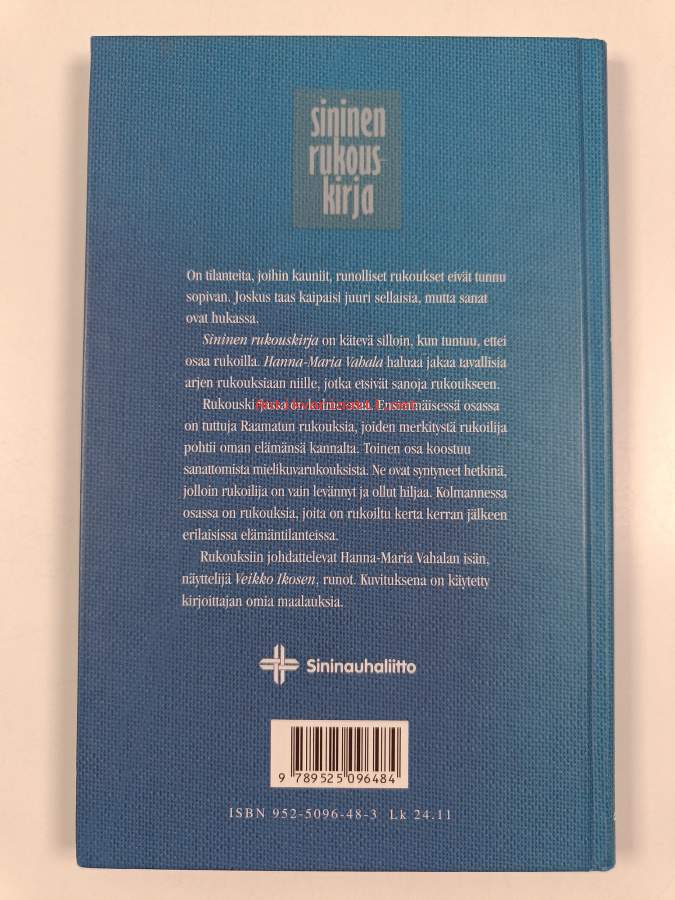 sininen
rukous-
kirja
On tilanteita, joihin kauniit, runolliset rukoukset eivät tunnu
sopivan. Joskus taas kaipaisi juuri sellaisia, mutta sanat
ovat hukassa.
Sininen rukouskirja on kätevä silloin, kun tuntuu, ettei
osaa rukoilla. Hanna-Maria Vahala haluaa jakaa tavallisia
arjen rukouksiaan niille, jotka etsivät sanoja rukoukseen.
Rukouskirjasta on kolme osaa. Ensimmäisessä osassa
on tuttuja Raamatun rukouksia, joiden merkitystä rukoilija
pohtii oman elämänsä kannalta. Toinen osa koostuu
sanattomista mielikuvarukouksista. Ne ovat syntyneet hetkinä,
jolloin rukoilija on vain levännyt ja ollut hiljaa. Kolmannessa
osassa on rukouksia, joita on rukoiltu kerta kerran jälkeen
erilaisissa elämäntilanteissa.
Rukouksiin johdattelevat Hanna-Maria Vahalan isän,
näyttelijä Veikko Ikosen, runot. Kuvituksena on käytetty
kirjoittajan omia maalauksia.
Sininauhaliitto
9 789525 096484
ISBN 952-5096-48-3 Lk 24.11